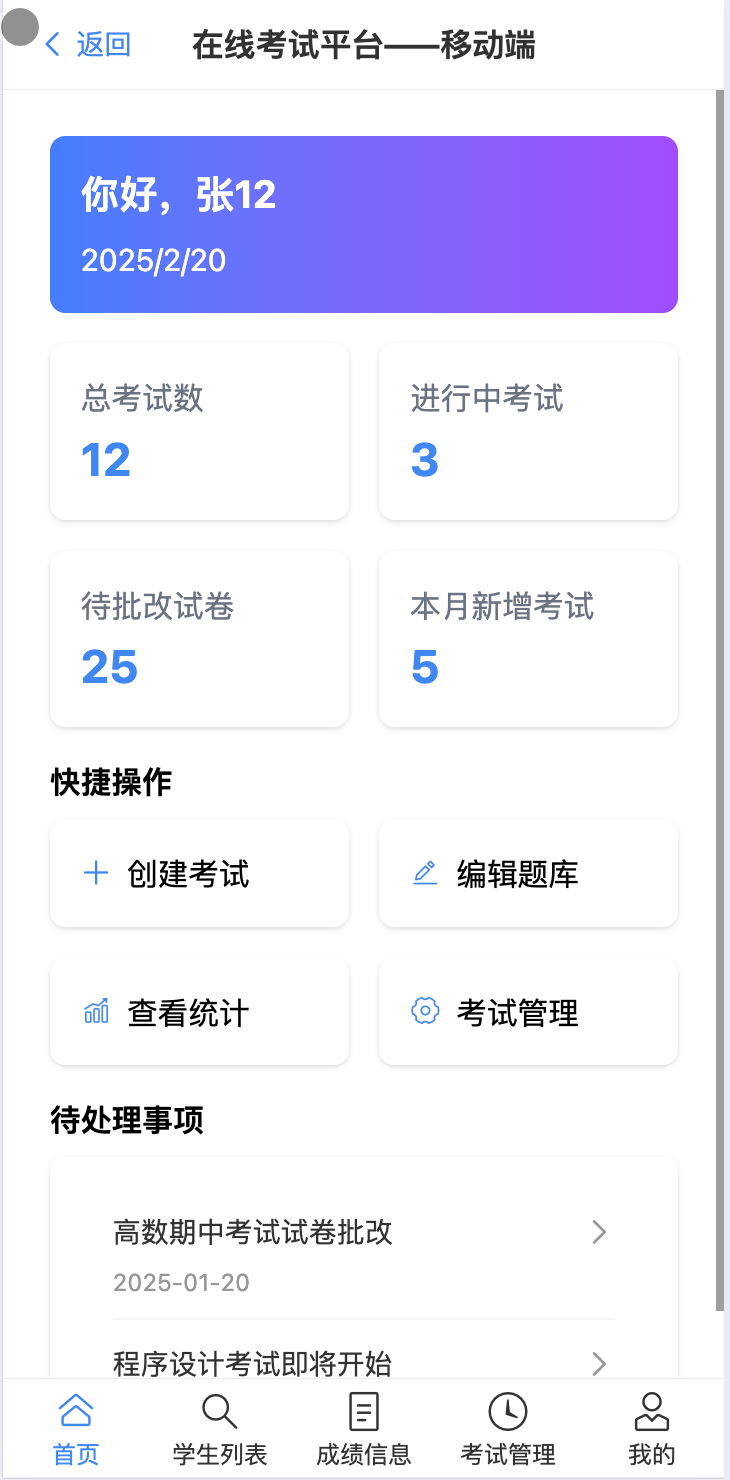 返回
在线考试平台——移动端
你好，张12
2025/2/20
总考试数
12
进行中考试
3
待批改试卷
25
本月新增考试
5
快捷操作
创建考试
编辑题库
查看统计
考试管理
待处理事项
高数期中考试试卷批改
2025-01-20
程序设计考试即将开始
首页
学生列表
成绩信息
考试管理
我的